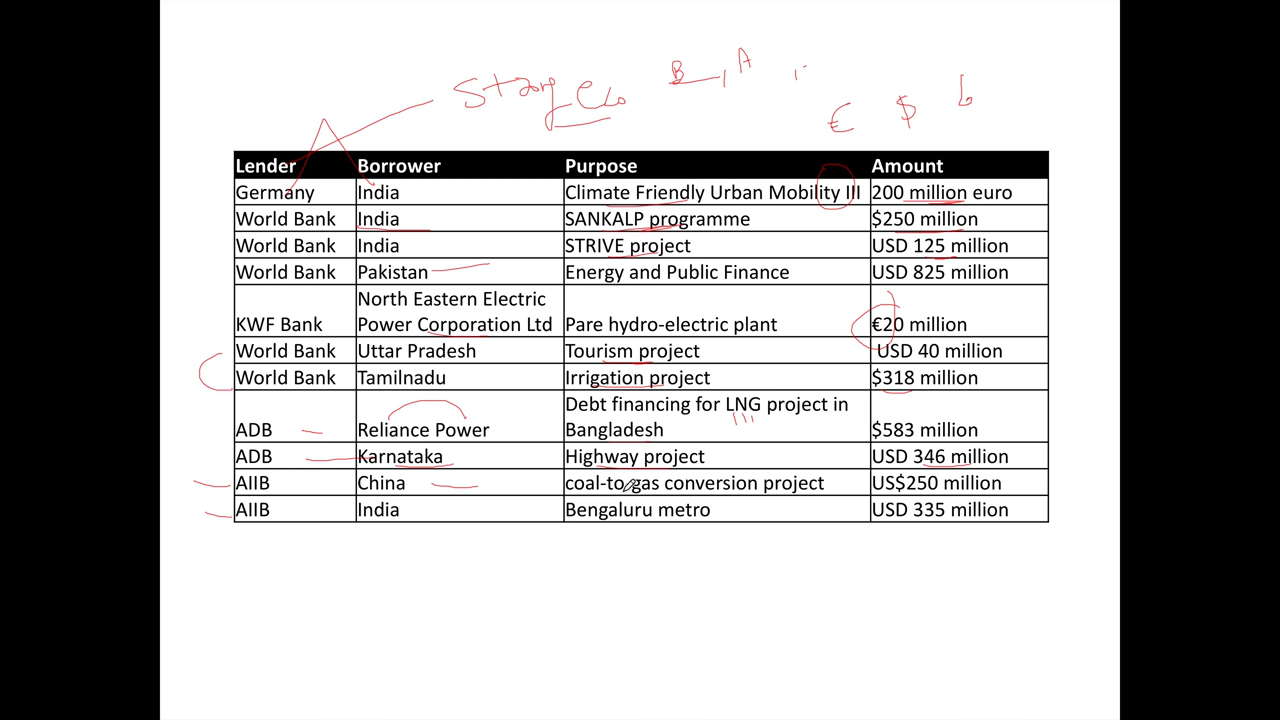 B, A
€ $
Lender Borrower Purpose Amount
Germany India Climate Friendly Urban Mobility III 200 million euro
World Bank India SANKALP programme $250 million
World Bank India STRIVE project USD 125 million
World Bank Pakistan Energy and Public Finance USD 825 million
KWF Bank North Eastern Electric Power Corporation Ltd Pare hydro-electric plant €20 million
World Bank Uttar Pradesh Tourism project USD 40 million
World Bank Tamilnadu Irrigation project $318 million
ADB Reliance Power Debt financing for LNG project in Bangladesh $583 million
ADB Karnataka Highway project USD 346 million
AIIB China coal-to-gas conversion project US$250 million
AIIB India Bengaluru metro USD 335 million